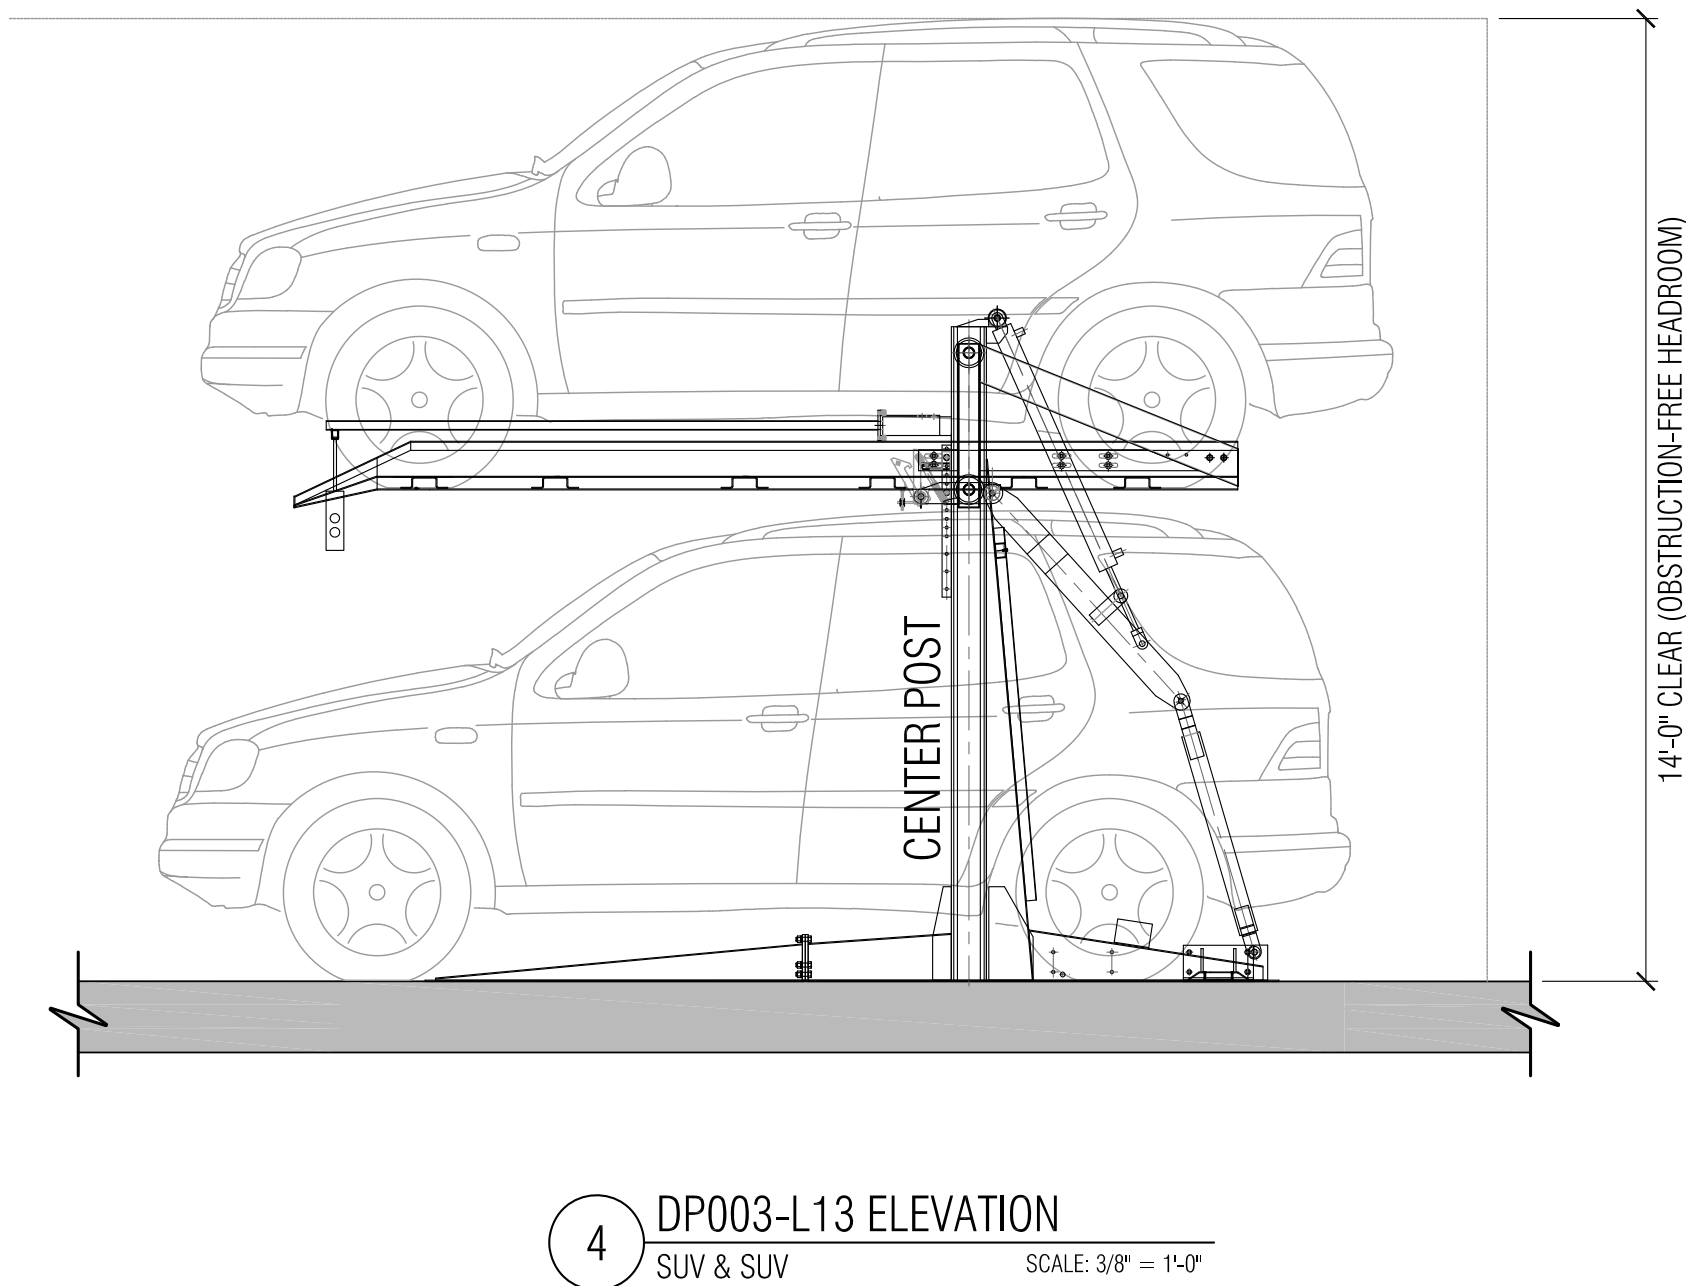 14'-0" CLEAR (OBSTRUCTION-FREE HEADROOM)
CENTER POST
4
DP003-L13 ELEVATION
SUV & SUV
SCALE: 3/8" = 1'-0"